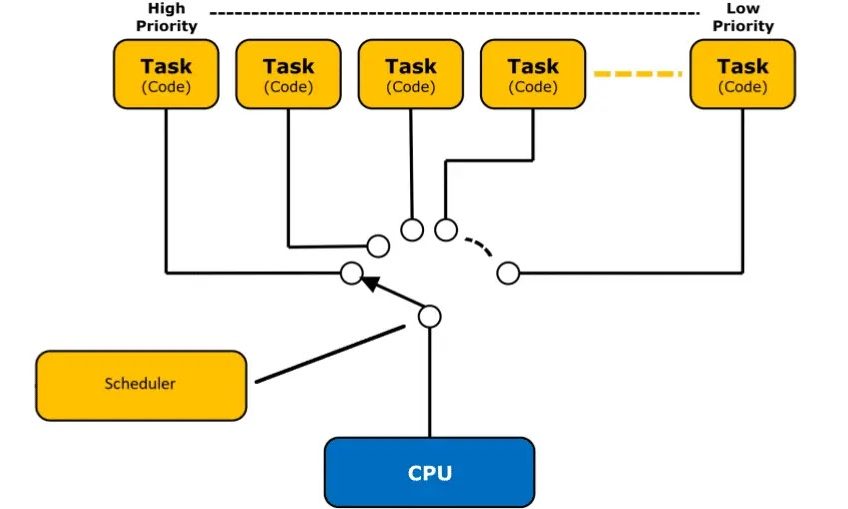 High
Priority
Low
Priority
Task
(Code)
Task
(Code)
Task
(Code)
Task
(Code)
Task
(Code)
Scheduler
CPU